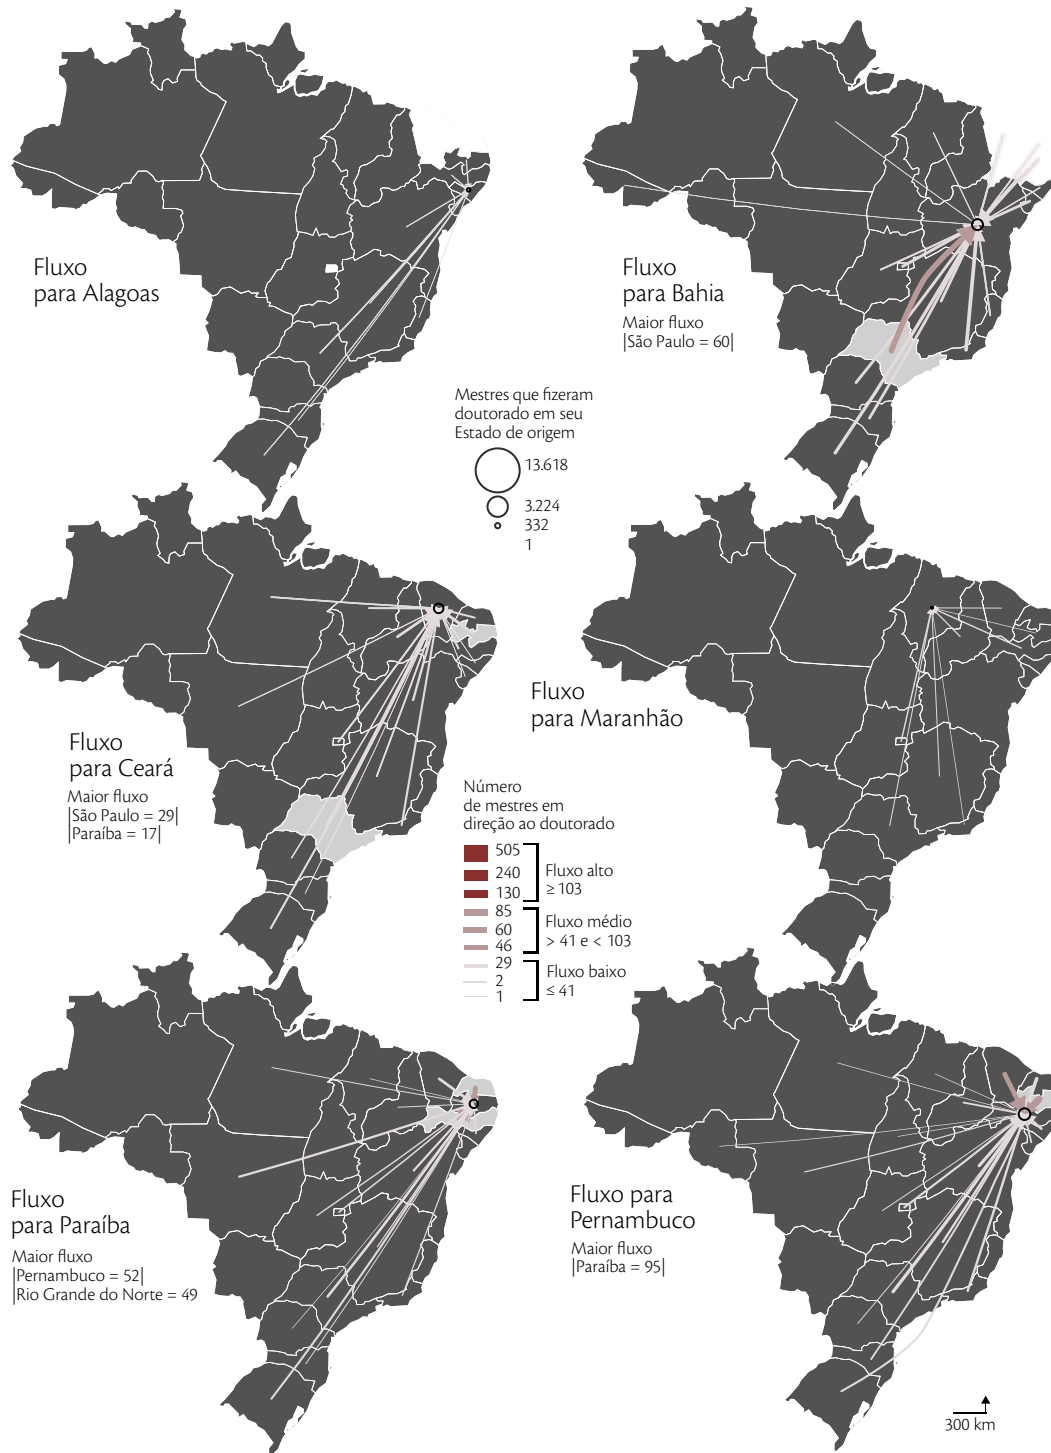 Fluxo
para Alagoas
Fluxo
para Bahia
Maior fluxo
|São Paulo = 60|
Mestres que fizeram
doutorado em seu
Estado de origem
13.618
3.224
332
1
Fluxo
para Ceará
Maior fluxo
|São Paulo = 29|
|Paraíba = 17|
Fluxo
para Maranhão
Número
de mestres em
direção ao doutorado
505
240
130
Fluxo alto
≥ 103
85
60
46
Fluxo médio
> 41 e < 103
29
2
1
Fluxo baixo
≤ 41
Fluxo
para Paraíba
Maior fluxo
|Pernambuco = 52|
|Rio Grande do Norte = 49
Fluxo para
Pernambuco
Maior fluxo
|Paraíba = 95|
300 km